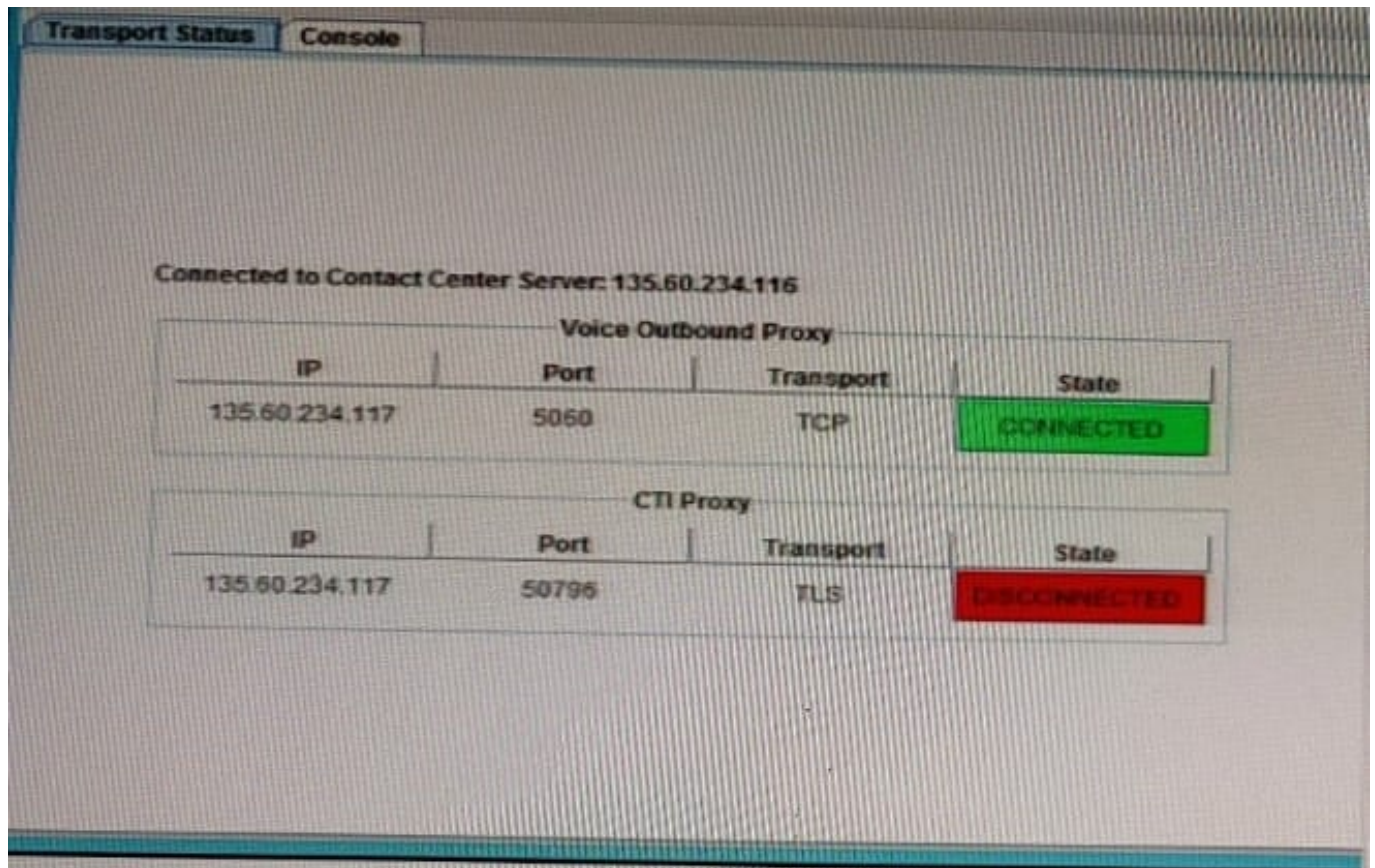 Transport Status Console
Connected to Contact Center Server: 135.60.234.116
Voice Outbound Proxy
IP Port Transport State
135.60.234.117 5060 TCP CONNECTED
CTI Proxy
IP Port Transport State
135.60.234.117 50796 TLS DISCONNECTED